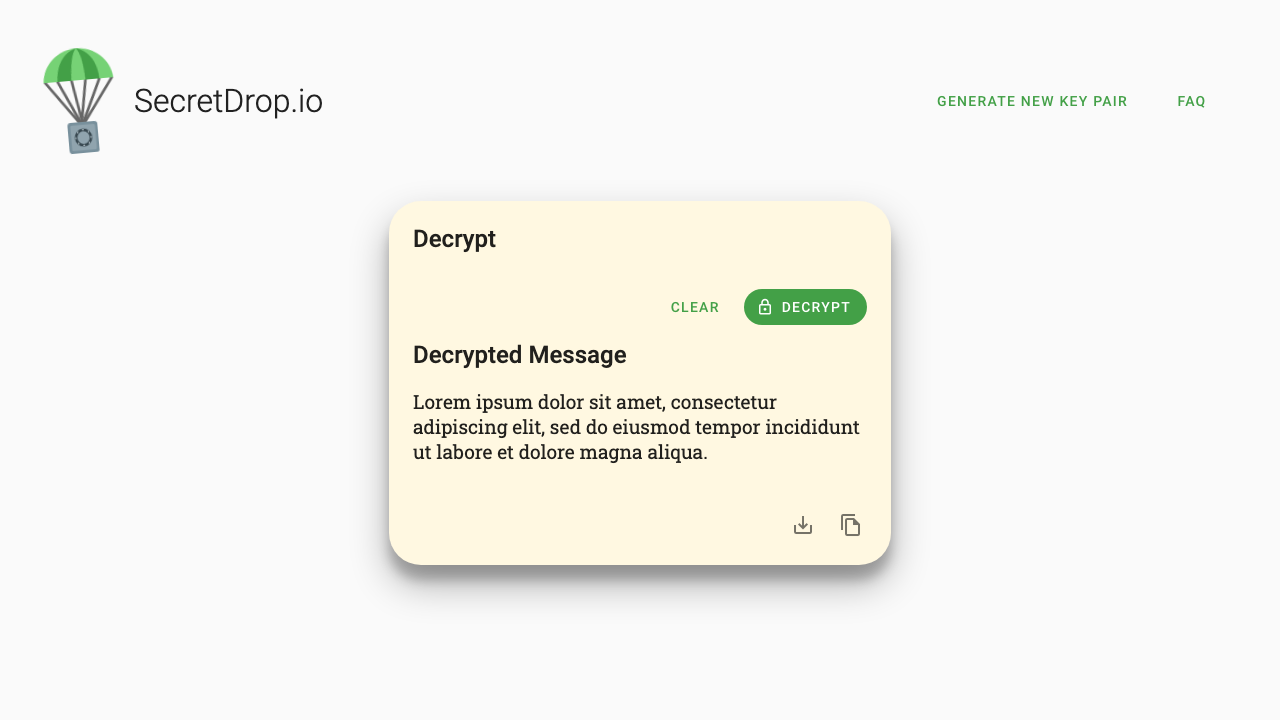 SecretDrop.io
GENERATE NEW KEY PAIR
FAQ
Decrypt
CLEAR
DECRYPT
Decrypted Message
Lorem ipsum dolor sit amet, consectetur
adipiscing elit, sed do eiusmod tempor incididunt
ut labore et dolore magna aliqua.